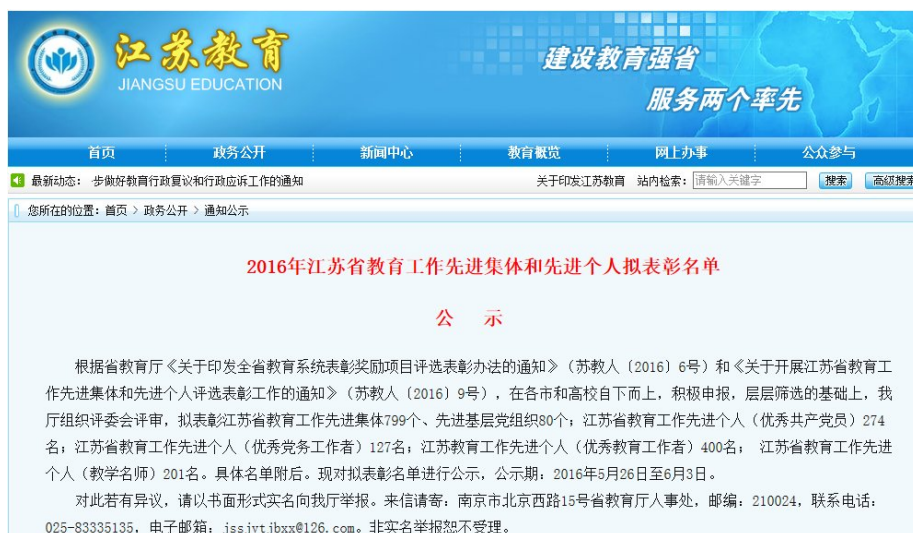 江苏教育
JIANGSU EDUCATION
建设教育强省
服务两个率先
首页 政务公开 新闻中心 教育概览 网上办事 公众参与
最新动态： 步做好教育行政复议和行政应诉工作的通知 关于印发江苏教育 站内检索： 请输入关键字 搜索 高级搜索
您所在的位置：首页 > 政务公开 > 通知公示
2016年江苏省教育工作先进集体和先进个人拟表彰名单
公 示
根据省教育厅《关于印发全省教育系统表彰奖励项目评选表彰办法的通知》（苏教人〔2016〕6号）和《关于开展江苏省教育工
作先进集体和先进个人评选表彰工作的通知》（苏教人〔2016〕9号），在各市和高校自下而上，积极申报，层层筛选的基础上，我
厅组织评委会评审，拟表彰江苏省教育工作先进集体799个、先进基层党组织80个；江苏省教育工作先进个人（优秀共产党员）274
名；江苏省教育工作先进个人（优秀党务工作者）127名；江苏教育工作先进个人（优秀教育工作者）400名； 江苏省教育工作先进
个人（教学名师）201名。具体名单附后。现对拟表彰名单进行公示，公示期：2016年5月26日至6月3日。
对此若有异议，请以书面形式实名向我厅举报。来信请寄：南京市北京西路15号省教育厅人事处，邮编：210024，联系电话：
025-83335135，电子邮箱：jssjytjbxx@126.com。非实名举报恕不受理。